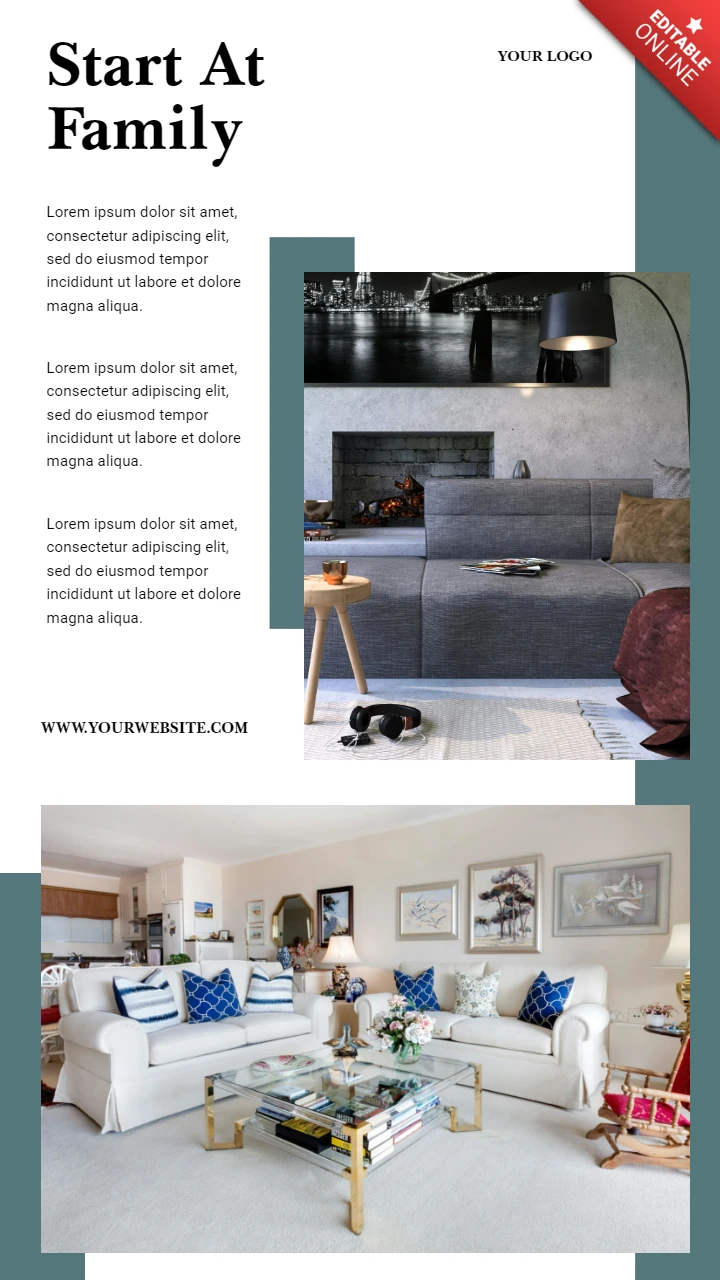 Start At
Family
YOUR LOGO
EDITABLE
ONLINE
Lorem ipsum dolor sit amet,
consectetur adipiscing elit,
sed do eiusmod tempor
incididunt ut labore et dolore
magna aliqua.
Lorem ipsum dolor sit amet,
consectetur adipiscing elit,
sed do eiusmod tempor
incididunt ut labore et dolore
magna aliqua.
Lorem ipsum dolor sit amet,
consectetur adipiscing elit,
sed do eiusmod tempor
incididunt ut labore et dolore
magna aliqua.
WWW.YOURWEBSITE.COM